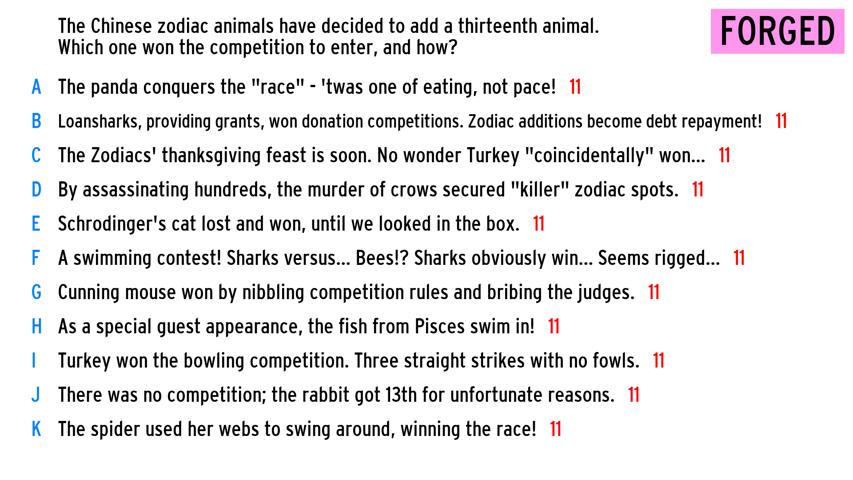 The Chinese zodiac animals have decided to add a thirteenth animal.
Which one won the competition to enter, and how?
FORGED
A The panda conquers the "race" - 'twas one of eating, not pace! 11
B Loansharks, providing grants, won donation competitions. Zodiac additions become debt repayment! 11
C The Zodiacs' thanksgiving feast is soon. No wonder Turkey "coincidentally" won... 11
D By assassinating hundreds, the murder of crows secured "killer" zodiac spots. 11
E Schrodinger's cat lost and won, until we looked in the box. 11
F A swimming contest! Sharks versus... Bees!? Sharks obviously win... Seems rigged... 11
G Cunning mouse won by nibbling competition rules and bribing the judges. 11
H As a special guest appearance, the fish from Pisces swim in! 11
I Turkey won the bowling competition. Three straight strikes with no fowls. 11
J There was no competition; the rabbit got 13th for unfortunate reasons. 11
K The spider used her webs to swing around, winning the race! 11